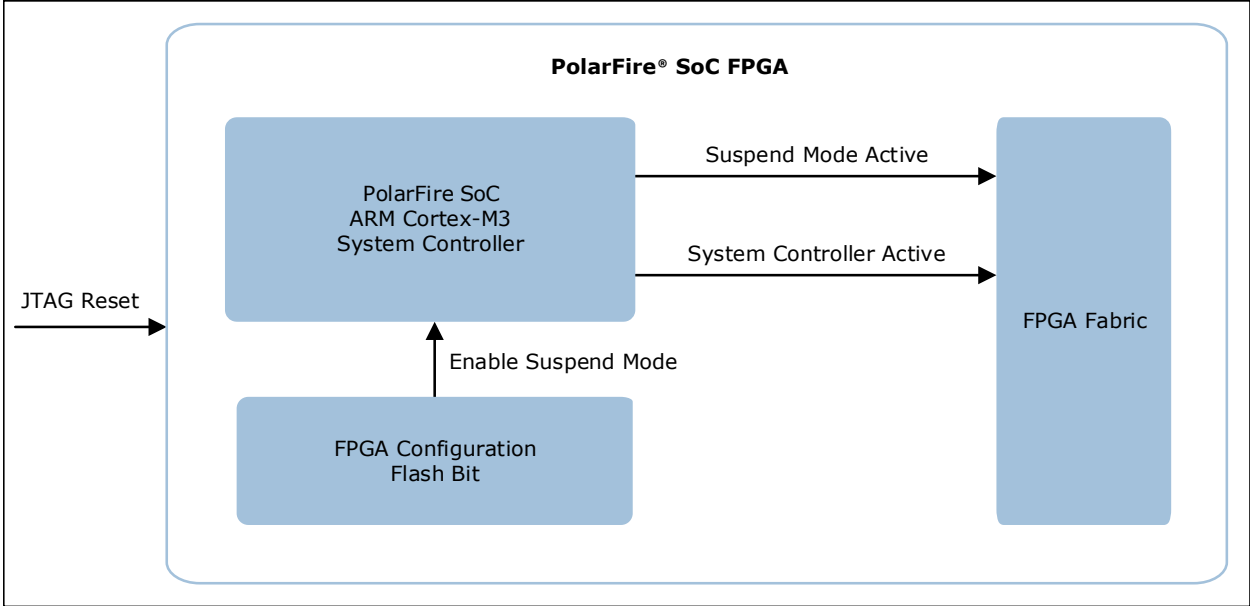 PolarFire® SoC FPGA
PolarFire SoC
ARM Cortex-M3
System Controller
Suspend Mode Active
System Controller Active
JTAG Reset
FPGA Fabric
Enable Suspend Mode
FPGA Configuration
Flash Bit